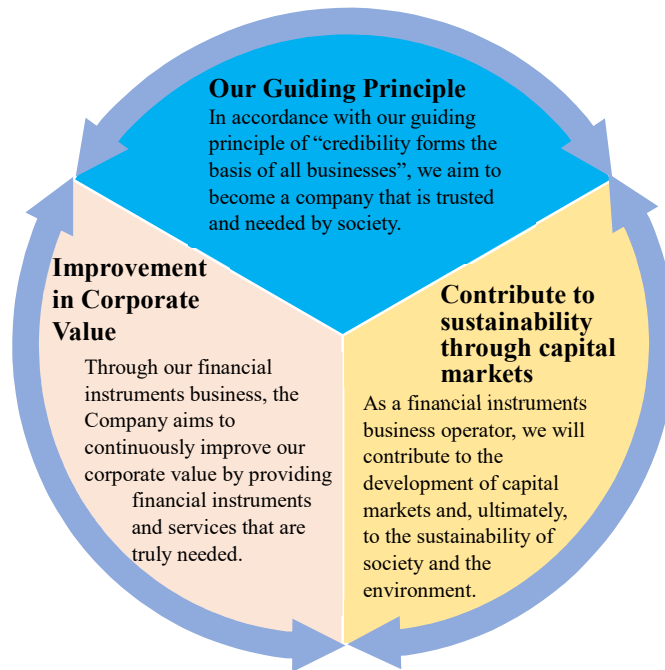 Our Guiding Principle
In accordance with our guiding
principle of “credibility forms the
basis of all businesses”, we aim to
become a company that is trusted
and needed by society.
Improvement
in Corporate
Value
Through our financial
instruments business, the
Company aims to
continuously improve our
corporate value by providing
financial instruments
and services that are
truly needed.
Contribute to
sustainability
through capital
markets
As a financial instruments
business operator, we will
contribute to the
development of capital
markets and, ultimately,
to the sustainability of
society and the
environment.